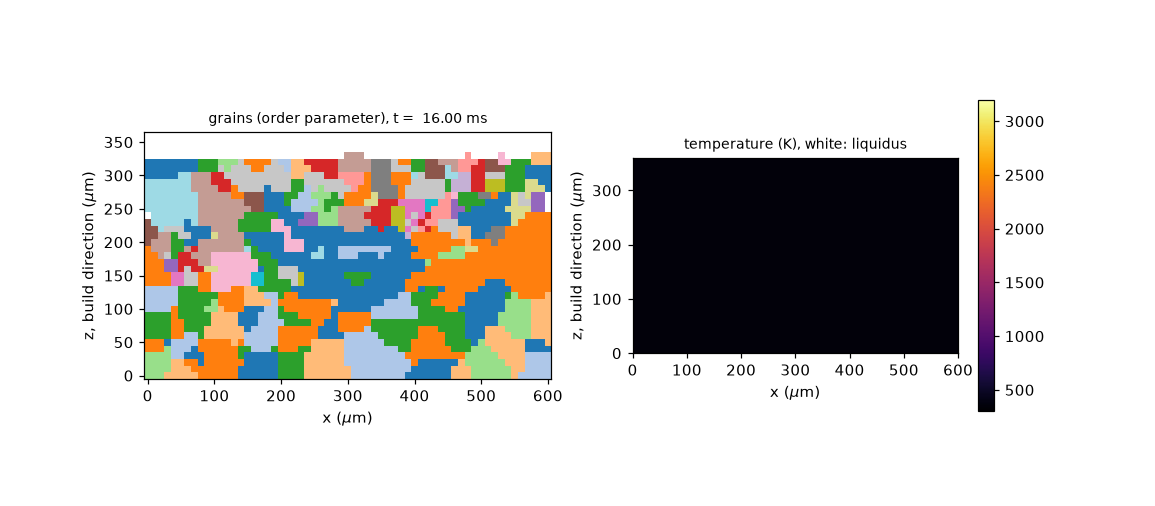 grains (order parameter), t =  16.00 ms
z, build direction (μm)
350
300
250
200
150
100
50
0
0 100 200 300 400 500 600
x (μm)
temperature (K), white: liquidus
z, build direction (μm)
300
200
100
0
0 100 200 300 400 500 600
x (μm)
3000
2500
2000
1500
1000
500